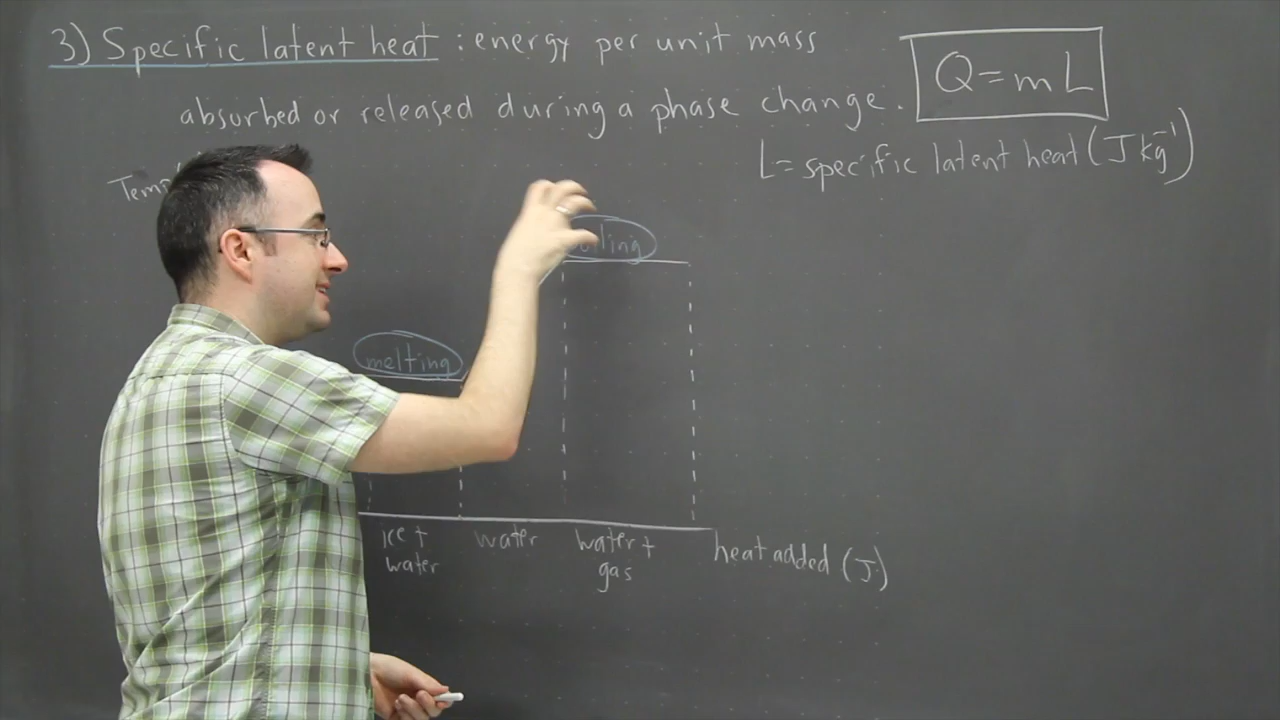 3) Specific latent heat : energy per unit mass
absorbed or released during a phase change.
Q = mL
L = specific latent heat (J kg⁻¹)
melting
ice + water
water
water + gas
heat added (J)